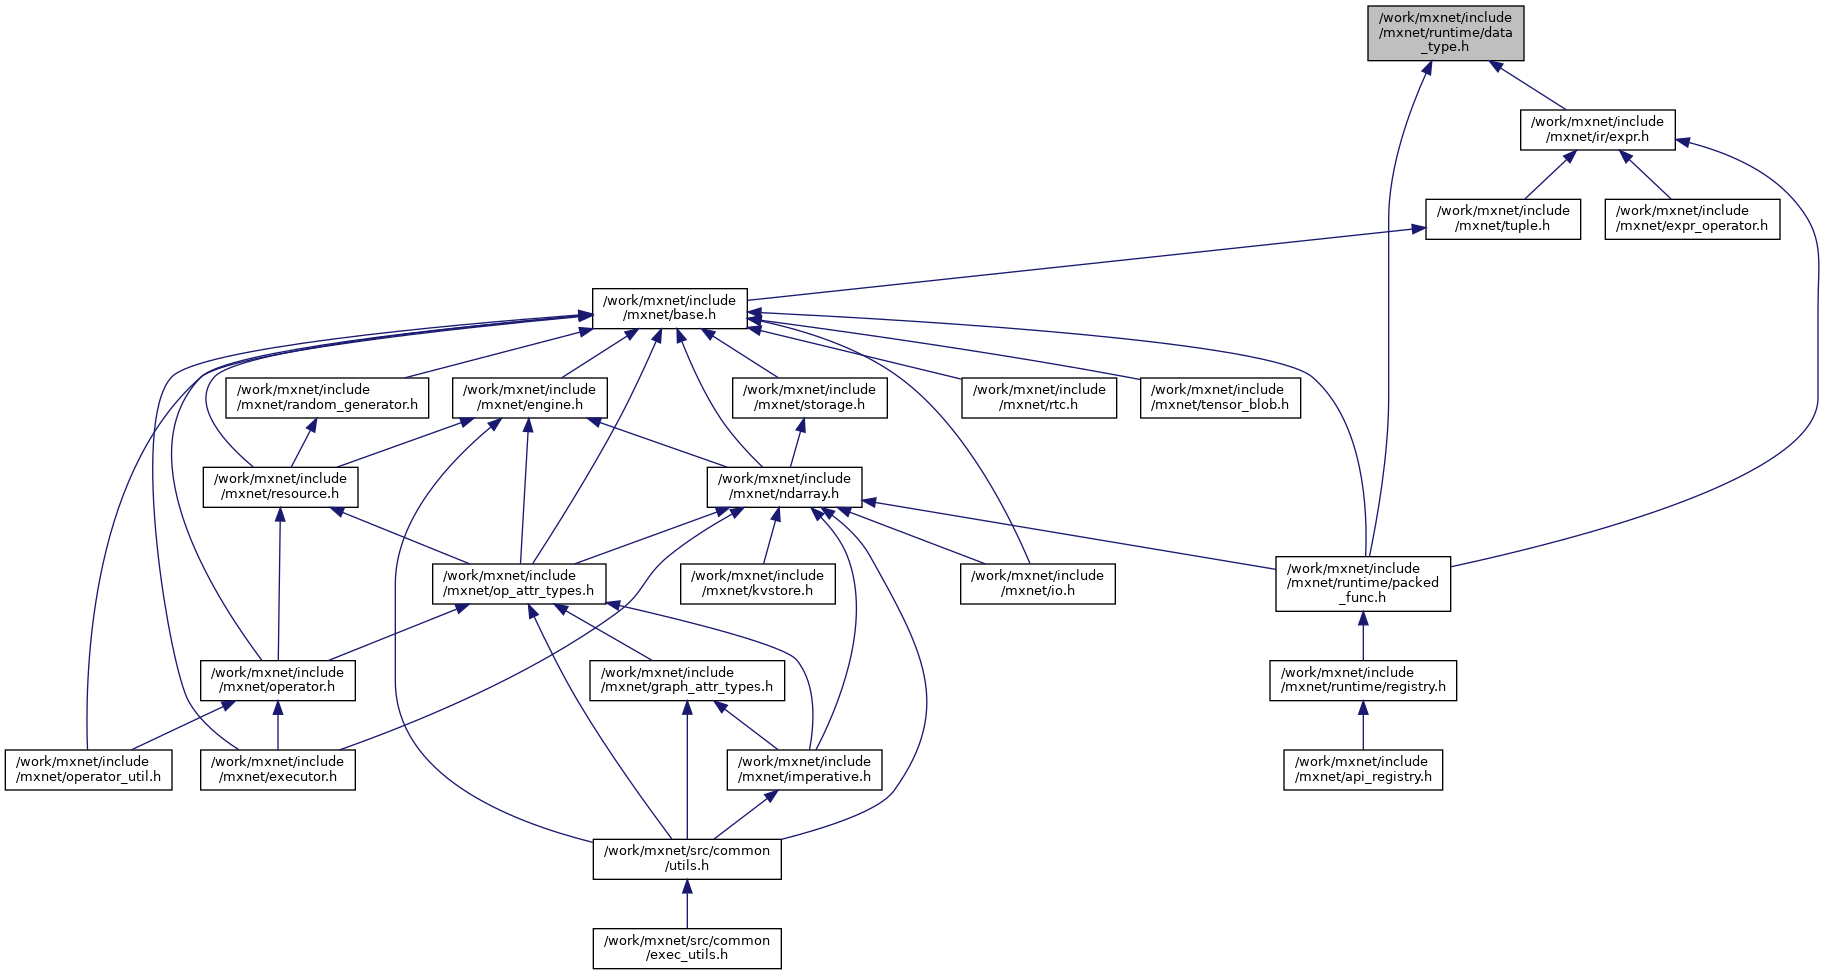 /work/mxnet/include
/mxnet/runtime/data
_type.h
/work/mxnet/include
/mxnet/ir/expr.h
/work/mxnet/include
/mxnet/tuple.h
/work/mxnet/include
/mxnet/expr_operator.h
/work/mxnet/include
/mxnet/base.h
/work/mxnet/include
/mxnet/random_generator.h
/work/mxnet/include
/mxnet/engine.h
/work/mxnet/include
/mxnet/storage.h
/work/mxnet/include
/mxnet/rtc.h
/work/mxnet/include
/mxnet/tensor_blob.h
/work/mxnet/include
/mxnet/resource.h
/work/mxnet/include
/mxnet/ndarray.h
/work/mxnet/include
/mxnet/op_attr_types.h
/work/mxnet/include
/mxnet/kvstore.h
/work/mxnet/include
/mxnet/io.h
/work/mxnet/include
/mxnet/runtime/packed
_func.h
/work/mxnet/include
/mxnet/operator.h
/work/mxnet/include
/mxnet/graph_attr_types.h
/work/mxnet/include
/mxnet/runtime/registry.h
/work/mxnet/include
/mxnet/operator_util.h
/work/mxnet/include
/mxnet/executor.h
/work/mxnet/include
/mxnet/imperative.h
/work/mxnet/include
/mxnet/api_registry.h
/work/mxnet/src/common
/utils.h
/work/mxnet/src/common
/exec_utils.h